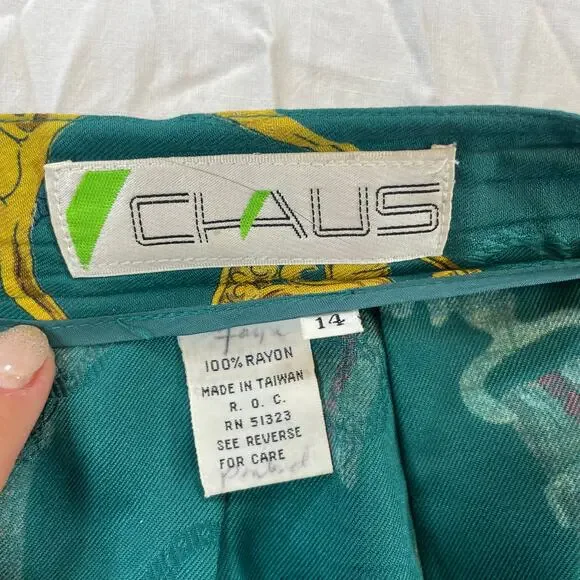 CHAUS
14
100% RAYON
MADE IN TAIWAN
R. O. C.
RN 51323
SEE REVERSE
FOR CARE